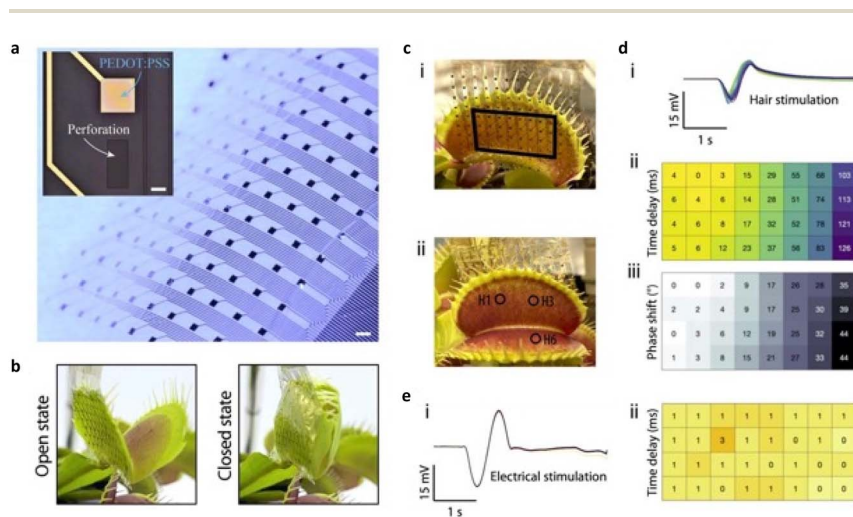 a
PEDOT:PSS
Perforation
b
Open state
Closed state
c
i
ii
H1
H3
H6
d
i
15 mV
1 s
Hair stimulation
ii
Time delay (ms)
4 0 3 15 29 55 68 103
6 4 6 14 28 51 74 113
4 6 8 17 32 52 78 121
5 6 12 23 37 56 83 126
iii
Phase shift (°)
0 0 2 9 17 26 28 35
2 2 4 9 17 25 30 39
0 3 6 12 19 25 32 44
1 3 8 15 21 27 33 44
e
i
15 mV
1 s
Electrical stimulation
ii
Time delay (ms)
1 1 1 1 1 1 1 1
1 1 3 1 1 0 1 0
1 1 1 1 0 1 0 0
1 1 0 1 1 1 0 0